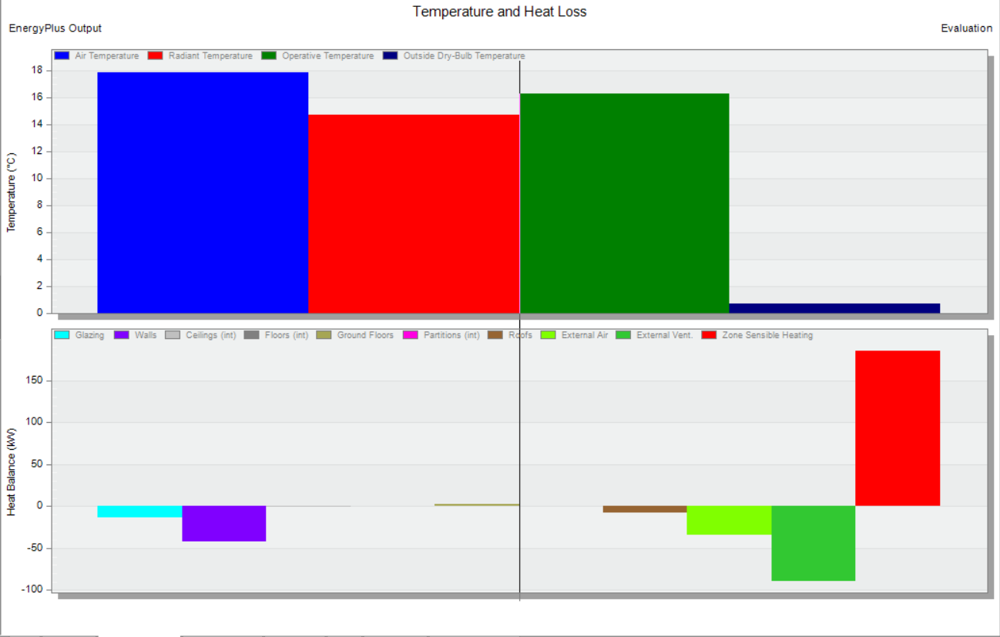 Temperature and Heat Loss
EnergyPlus Output
Evaluation
Air Temperature Radiant Temperature Operative Temperature Outside Dry-Bulb Temperature
18
16
14
12
10
8
6
4
2
0
Temperature (°C)
Glazing Walls Ceilings (int) Floors (int) Ground Floors Partitions (int) Roofs External Air External Vent. Zone Sensible Heating
150
100
50
0
-50
-100
Heat Balance (kW)